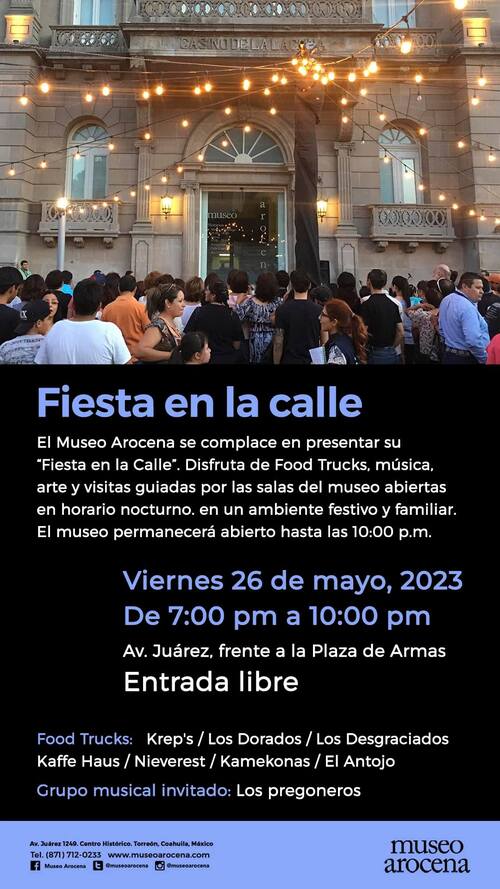 CASINO DE LA LAGUNA
museo
arocena
Fiesta en la calle
El Museo Arocena se complace en presentar su
“Fiesta en la Calle”. Disfruta de Food Trucks, música,
arte y visitas guiadas por las salas del museo abiertas
en horario nocturno. en un ambiente festivo y familiar.
El museo permanecerá abierto hasta las 10:00 p.m.
Viernes 26 de mayo, 2023
De 7:00 pm a 10:00 pm
Av. Juárez, frente a la Plaza de Armas
Entrada libre
Food Trucks: Krep's / Los Dorados / Los Desgraciados
Kaffe Haus / Nieverest / Kamekonas / El Antojo
Grupo musical invitado: Los pregoneros
Av. Juárez 1249. Centro Histórico. Torreón, Coahuila, México
Tel. (871) 712-0233 www.museoarocena.com
Museo Arocena @museoarocena @museoarocena
museo
arocena